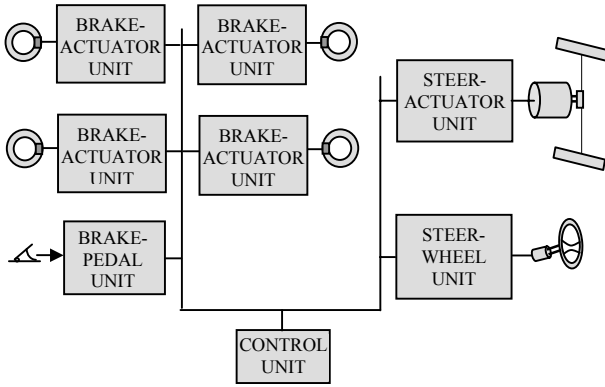 BRAKE-
ACTUATOR
UNIT
BRAKE-
ACTUATOR
UNIT
STEER-
ACTUATOR
UNIT
BRAKE-
ACTUATOR
UNIT
BRAKE-
ACTUATOR
UNIT
BRAKE-
PEDAL
UNIT
STEER-
WHEEL
UNIT
CONTROL
UNIT